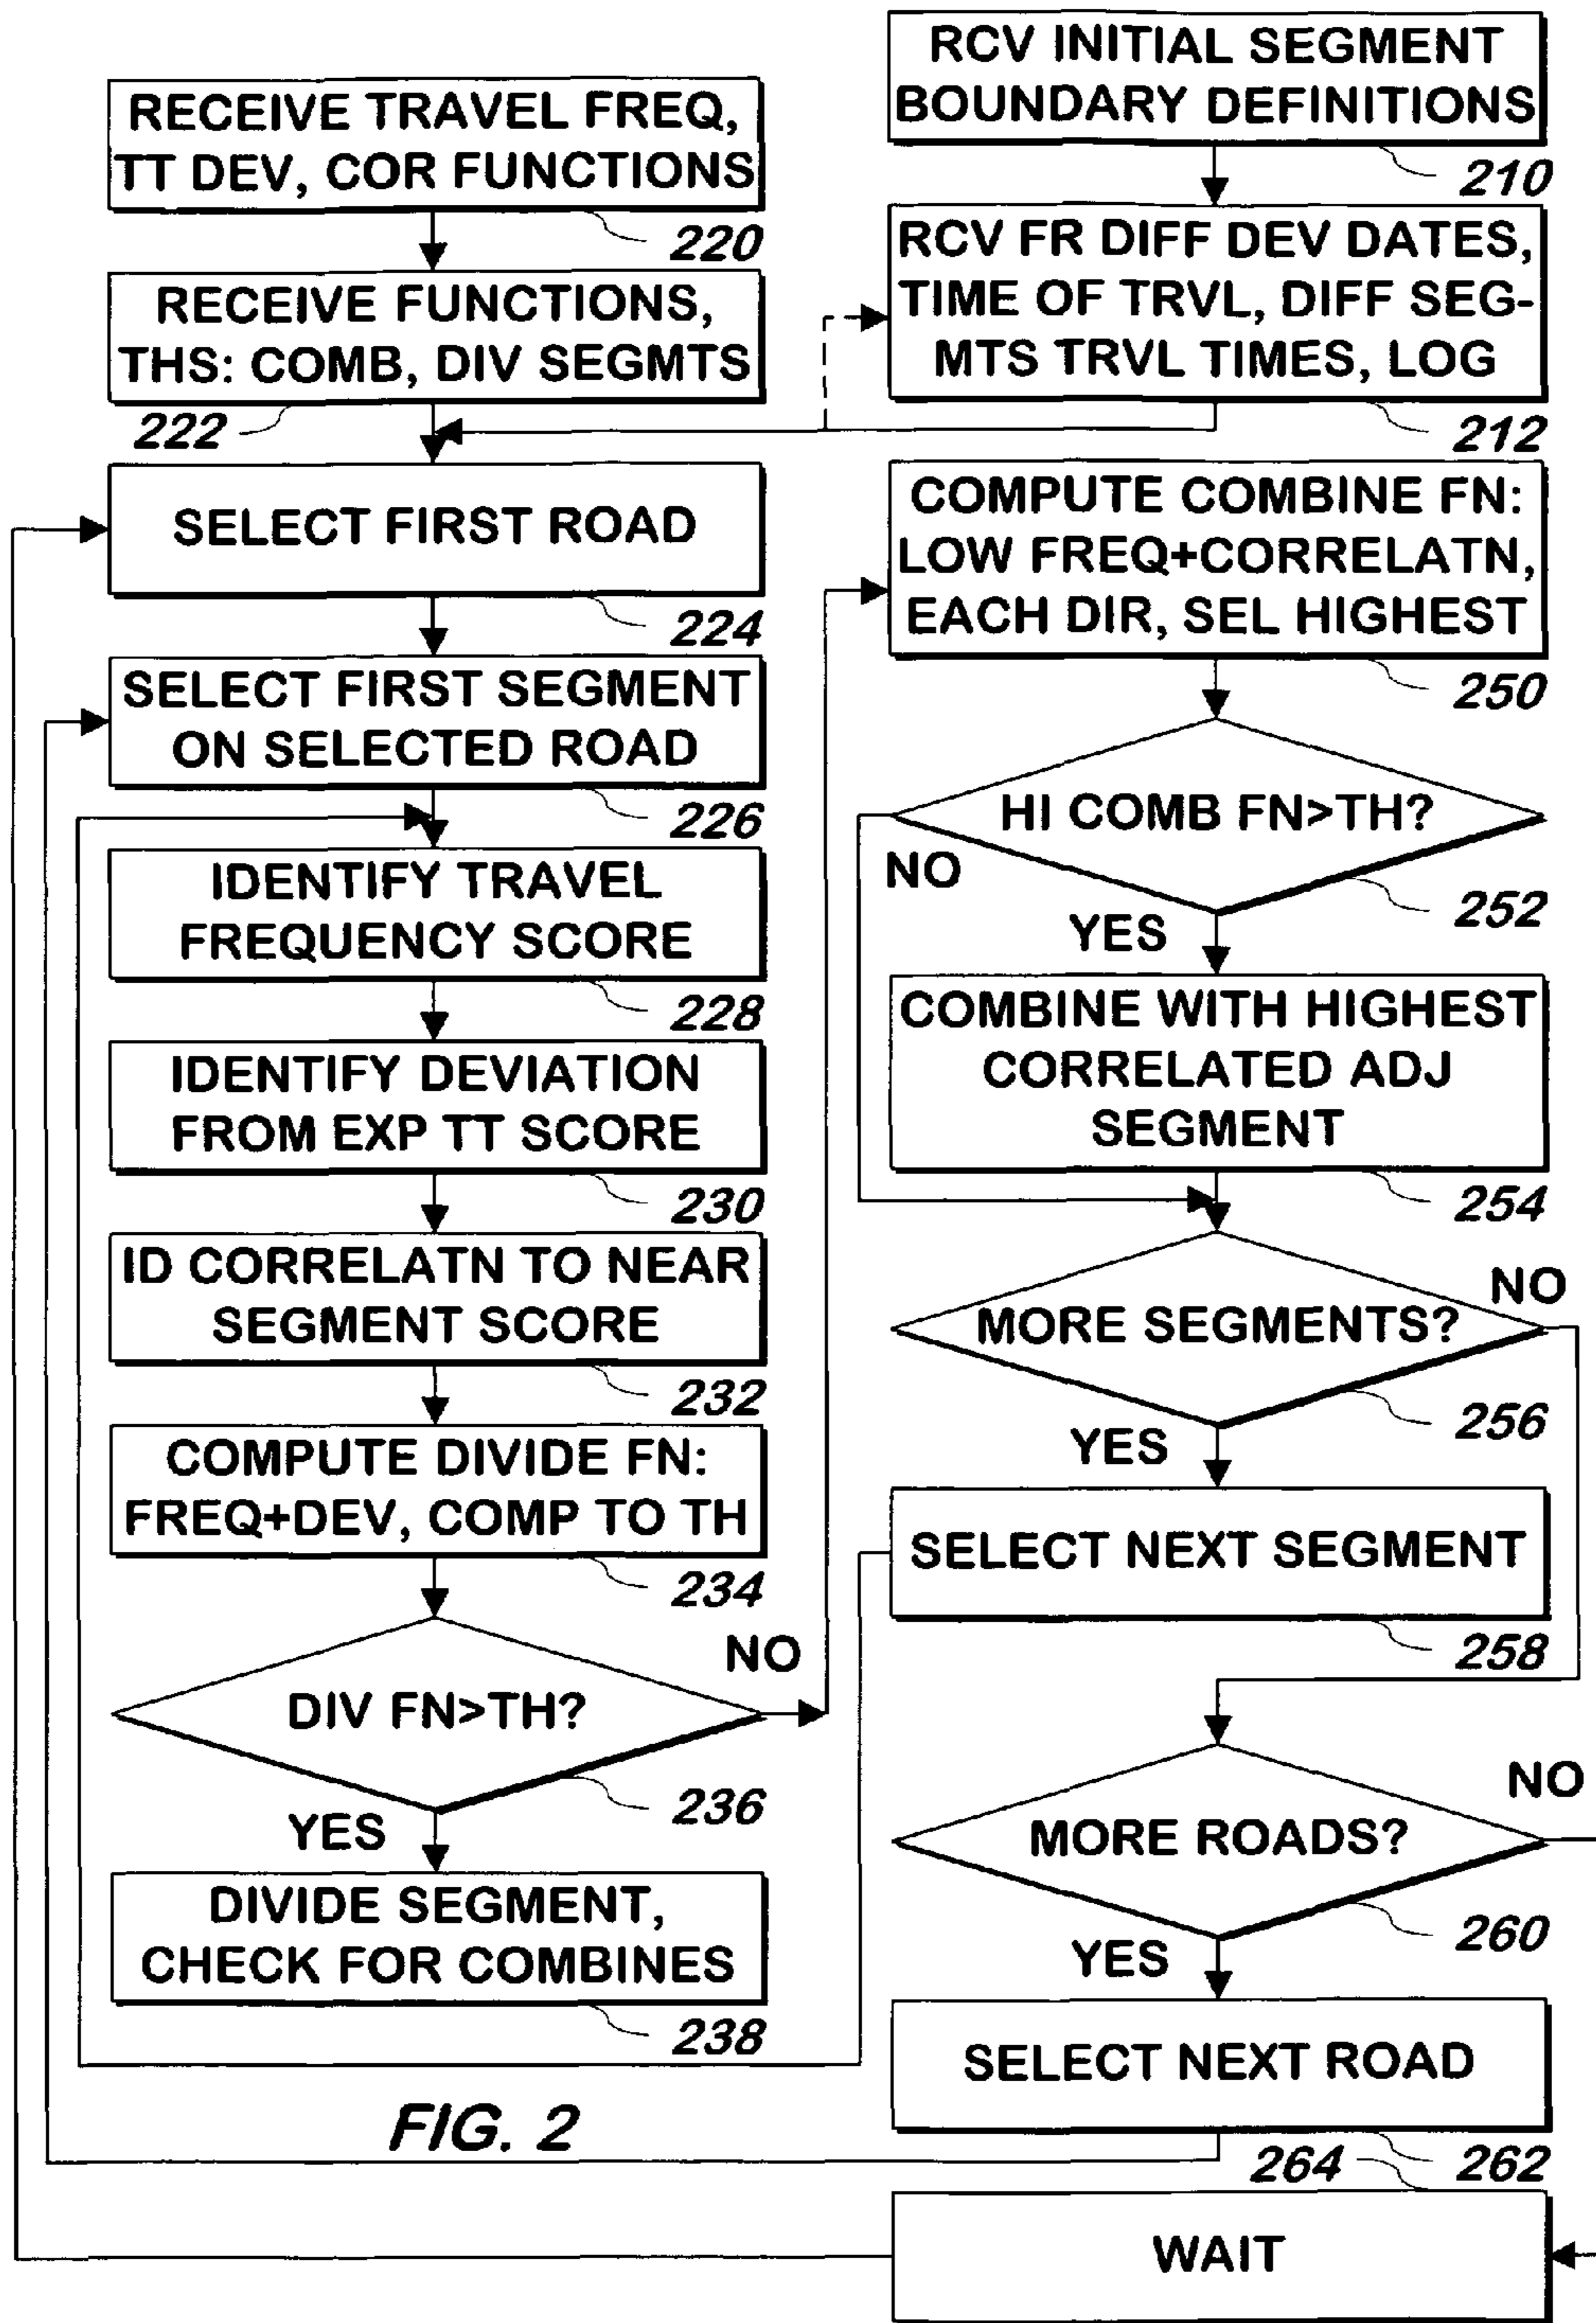 RECEIVE TRAVEL FREQ,
TT DEV, COR FUNCTIONS
220
RECEIVE FUNCTIONS,
THS: COMB, DIV SEGMTS
222
SELECT FIRST ROAD
224
SELECT FIRST SEGMENT
ON SELECTED ROAD
226
IDENTIFY TRAVEL
FREQUENCY SCORE
228
IDENTIFY DEVIATION
FROM EXP TT SCORE
230
ID CORRELATN TO NEAR
SEGMENT SCORE
232
COMPUTE DIVIDE FN:
FREQ+DEV, COMP TO TH
234
DIV FN>TH?
NO
236
YES
DIVIDE SEGMENT,
CHECK FOR COMBINES
238
RCV INITIAL SEGMENT
BOUNDARY DEFINITIONS
210
RCV FR DIFF DEV DATES,
TIME OF TRVL, DIFF SEG-
MTS TRVL TIMES, LOG
212
COMPUTE COMBINE FN:
LOW FREQ+CORRELATN,
EACH DIR, SEL HIGHEST
250
HI COMB FN>TH?
NO
252
YES
COMBINE WITH HIGHEST
CORRELATED ADJ
SEGMENT
254
MORE SEGMENTS?
NO
256
YES
SELECT NEXT SEGMENT
258
MORE ROADS?
NO
260
YES
SELECT NEXT ROAD
262
264
WAIT
FIG. 2